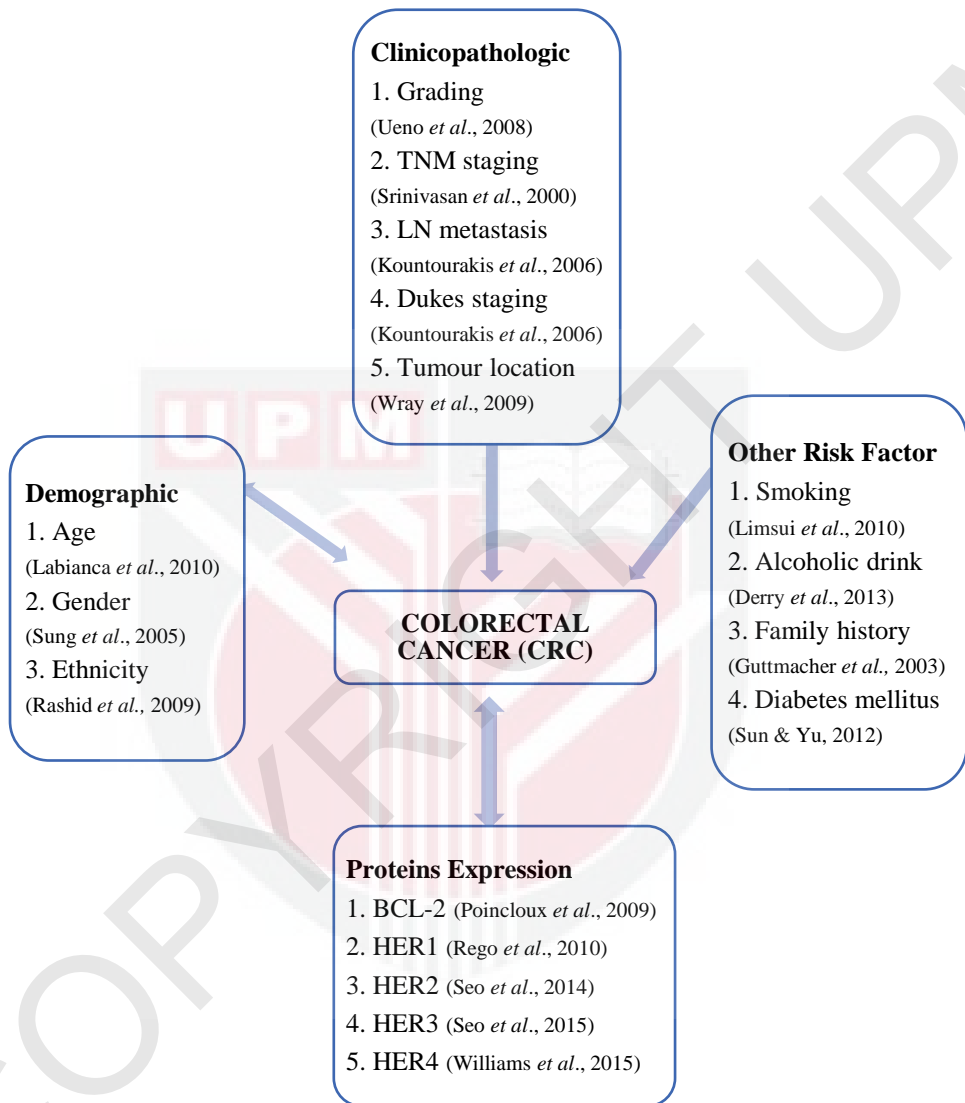 Clinicopathologic
1. Grading
(Ueno et al., 2008)
2. TNM staging
(Srinivasan et al., 2000)
3. LN metastasis
(Kountourakis et al., 2006)
4. Dukes staging
(Kountourakis et al., 2006)
5. Tumour location
(Wray et al., 2009)
Demographic
1. Age
(Labianca et al., 2010)
2. Gender
(Sung et al., 2005)
3. Ethnicity
(Rashid et al., 2009)
COLORECTAL
CANCER (CRC)
Other Risk Factor
1. Smoking
(Limsui et al., 2010)
2. Alcoholic drink
(Derry et al., 2013)
3. Family history
(Guttmacher et al., 2003)
4. Diabetes mellitus
(Sun & Yu, 2012)
Proteins Expression
1. BCL-2 (Poincloux et al., 2009)
2. HER1 (Rego et al., 2010)
3. HER2 (Seo et al., 2014)
4. HER3 (Seo et al., 2015)
5. HER4 (Williams et al., 2015)
UPM
COPYRIGHT UPM